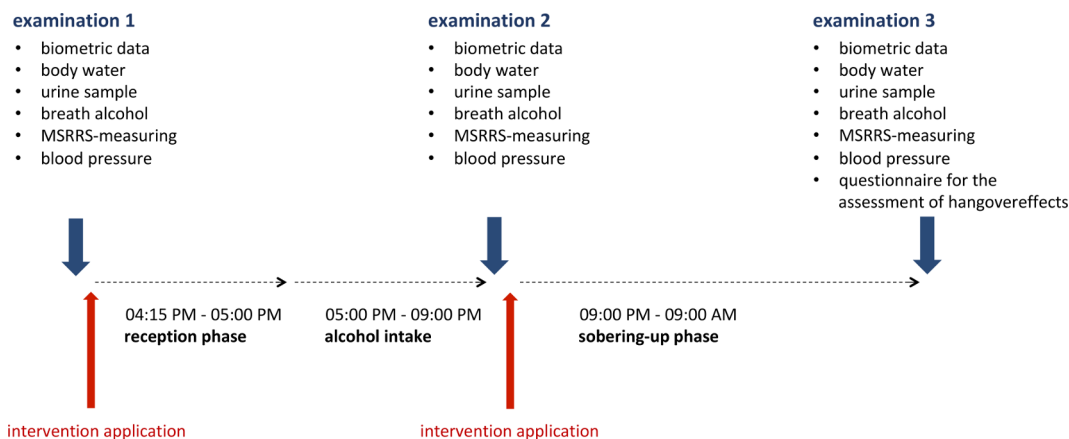 examination 1
• biometric data
• body water
• urine sample
• breath alcohol
• MSRRS-measuring
• blood pressure
examination 2
• biometric data
• body water
• urine sample
• breath alcohol
• MSRRS-measuring
• blood pressure
examination 3
• biometric data
• body water
• urine sample
• breath alcohol
• MSRRS-measuring
• blood pressure
• questionnaire for the
assessment of hangovereffects
04:15 PM - 05:00 PM
reception phase
05:00 PM - 09:00 PM
alcohol intake
09:00 PM - 09:00 AM
sobering-up phase
intervention application
intervention application